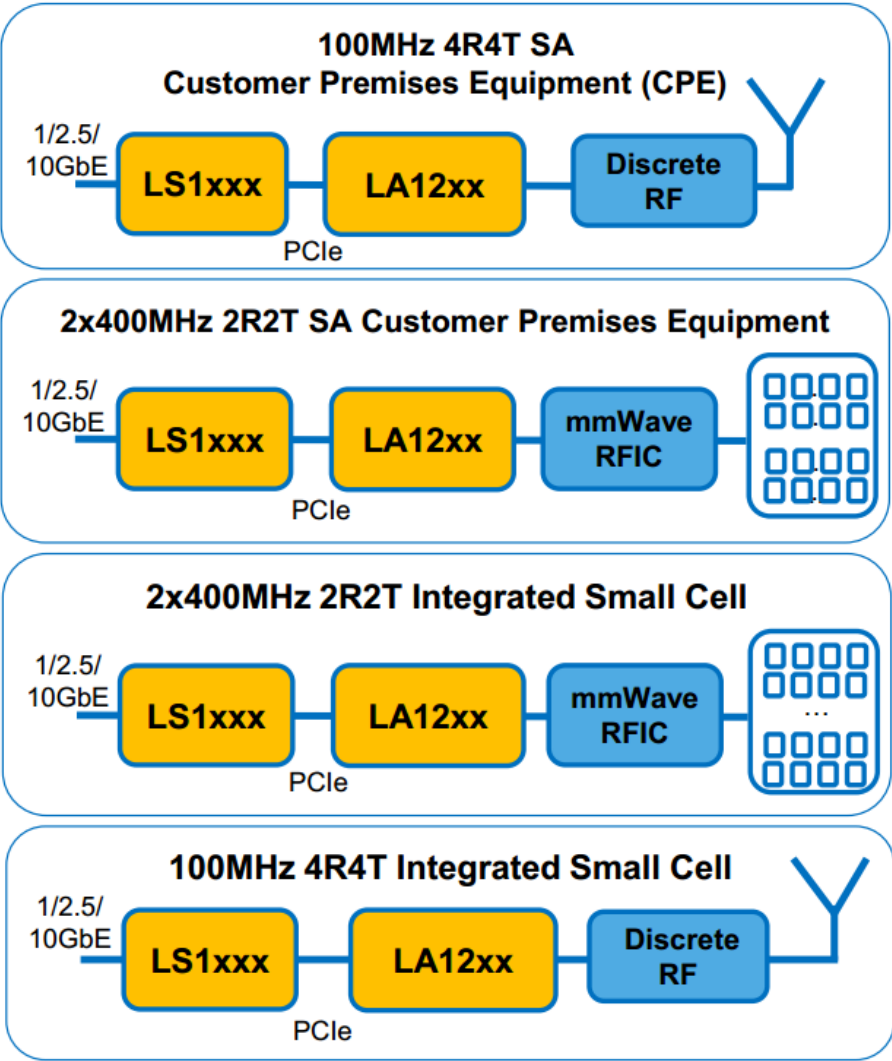 100MHz 4R4T SA
Customer Premises Equipment (CPE)
1/2.5/
10GbE
LS1xxx
PCIe
LA12xx
Discrete
RF
2x400MHz 2R2T SA Customer Premises Equipment
1/2.5/
10GbE
LS1xxx
PCIe
LA12xx
mmWave
RFIC
2x400MHz 2R2T Integrated Small Cell
1/2.5/
10GbE
LS1xxx
PCIe
LA12xx
mmWave
RFIC
...
100MHz 4R4T Integrated Small Cell
1/2.5/
10GbE
LS1xxx
PCIe
LA12xx
Discrete
RF